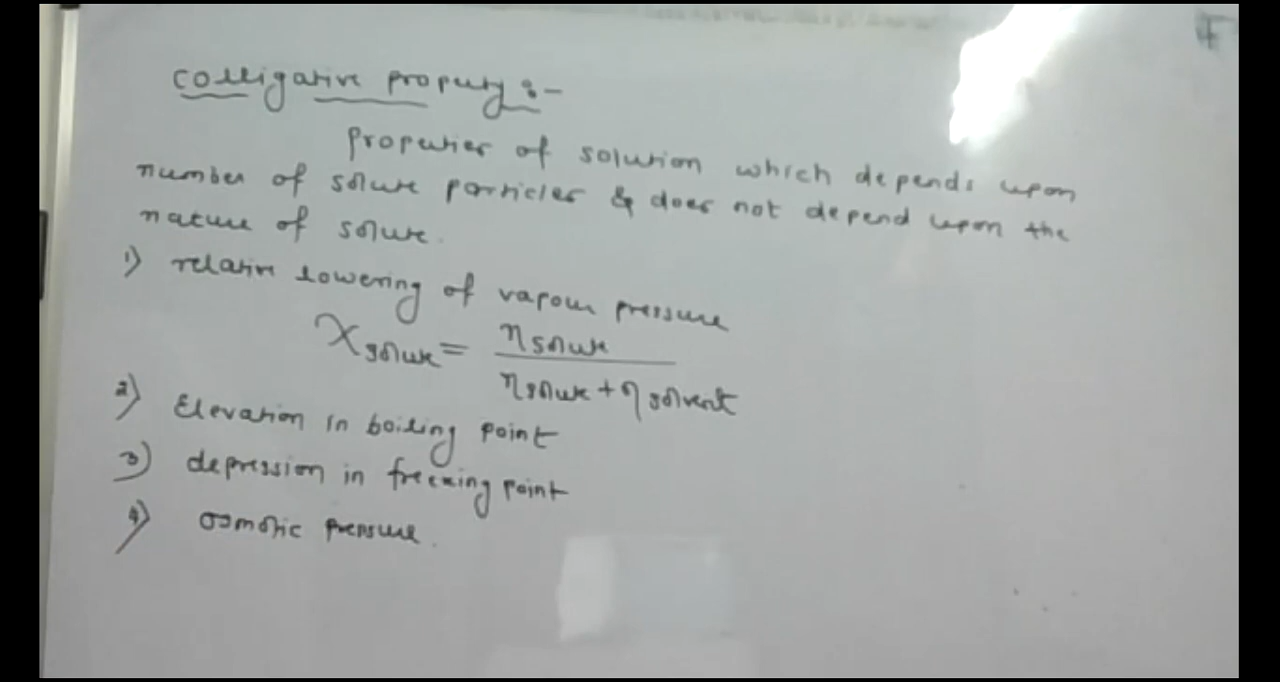 colligative property :-
Properties of solution which depends upon
number of solute particles & does not depend upon the
nature of solute.
1) relative lowering of vapour pressure
X solute = n solute / n solute + n solvent
2) Elevation in boiling point
3) depression in freezing point
4) osmotic pressure.